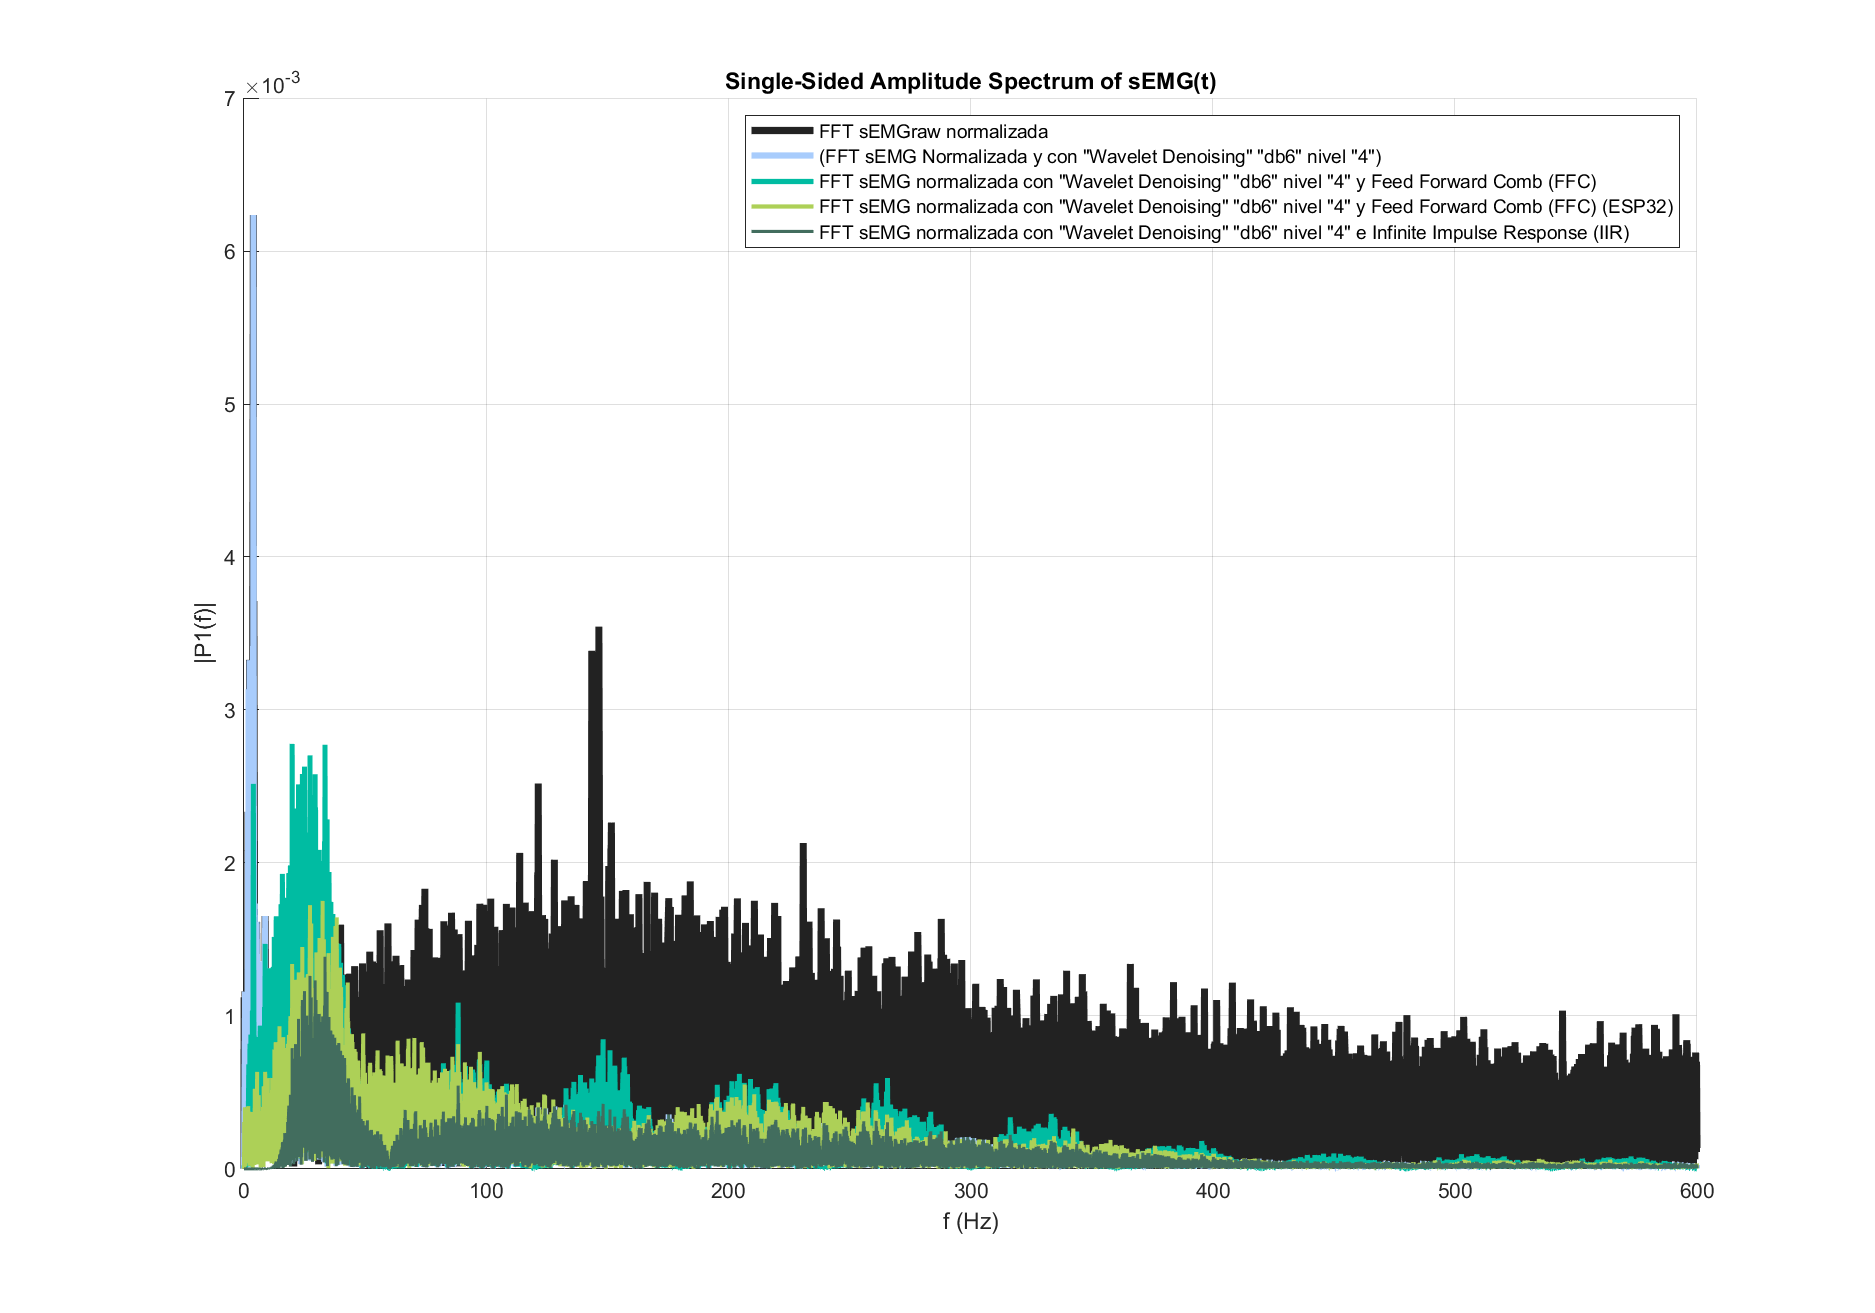 Single-Sided Amplitude Spectrum of sEMG(t)
×10-3
FFT sEMGraw normalizada
(FFT sEMG Normalizada y con "Wavelet Denoising" "db6" nivel "4")
FFT sEMG normalizada con "Wavelet Denoising" "db6" nivel "4" y Feed Forward Comb (FFC)
FFT sEMG normalizada con "Wavelet Denoising" "db6" nivel "4" y Feed Forward Comb (FFC) (ESP32)
FFT sEMG normalizada con "Wavelet Denoising" "db6" nivel "4" e Infinite Impulse Response (IIR)
7
6
5
4
3
2
1
0
|P1(f)|
0 100 200 300 400 500 600
f (Hz)